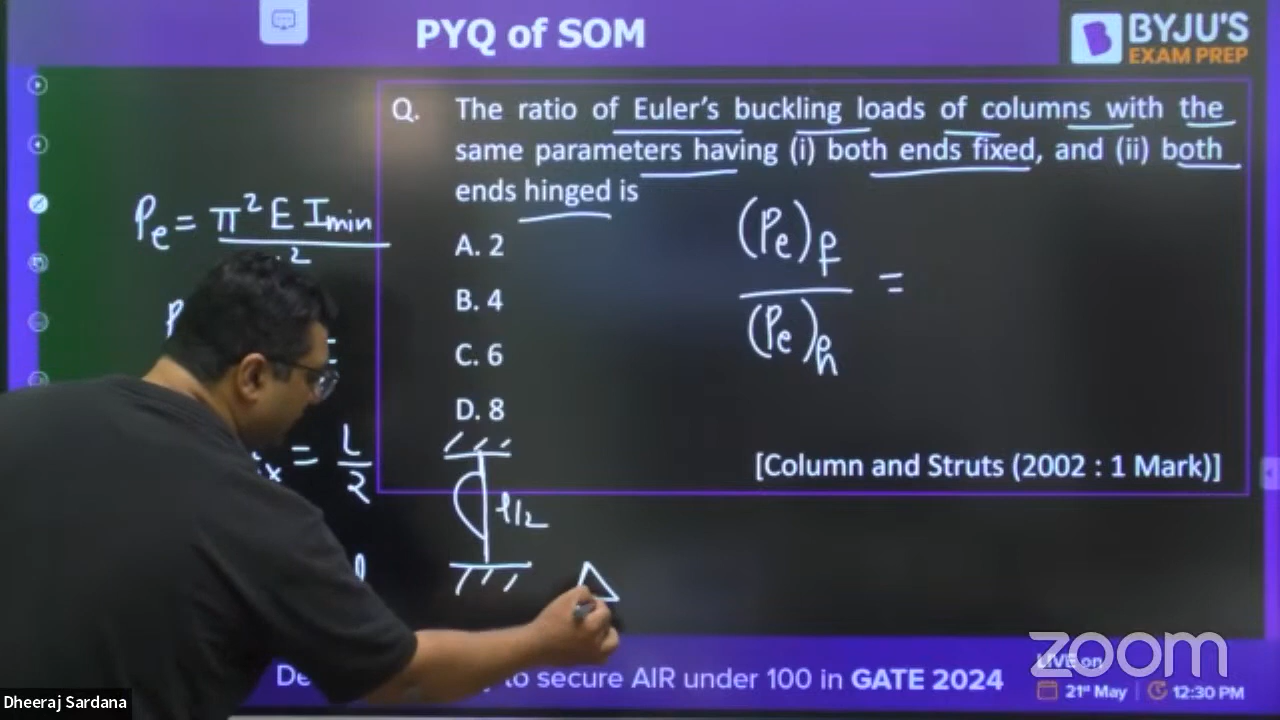 PYQ of SOM
BYJU'S
EXAM PREP
Q. The ratio of Euler's buckling loads of columns with the
same parameters having (i) both ends fixed, and (ii) both
ends hinged is
A. 2
B. 4
C. 6
D. 8
[Column and Struts (2002 : 1 Mark)]
Pe = π² E Imin
2
P
= L
2
l/2
(Pe)f
(Pe)h
=
to secure AIR under 100 in GATE 2024
LIVE on
21st May | 12:30 PM
zoom
Dheeraj Sardana